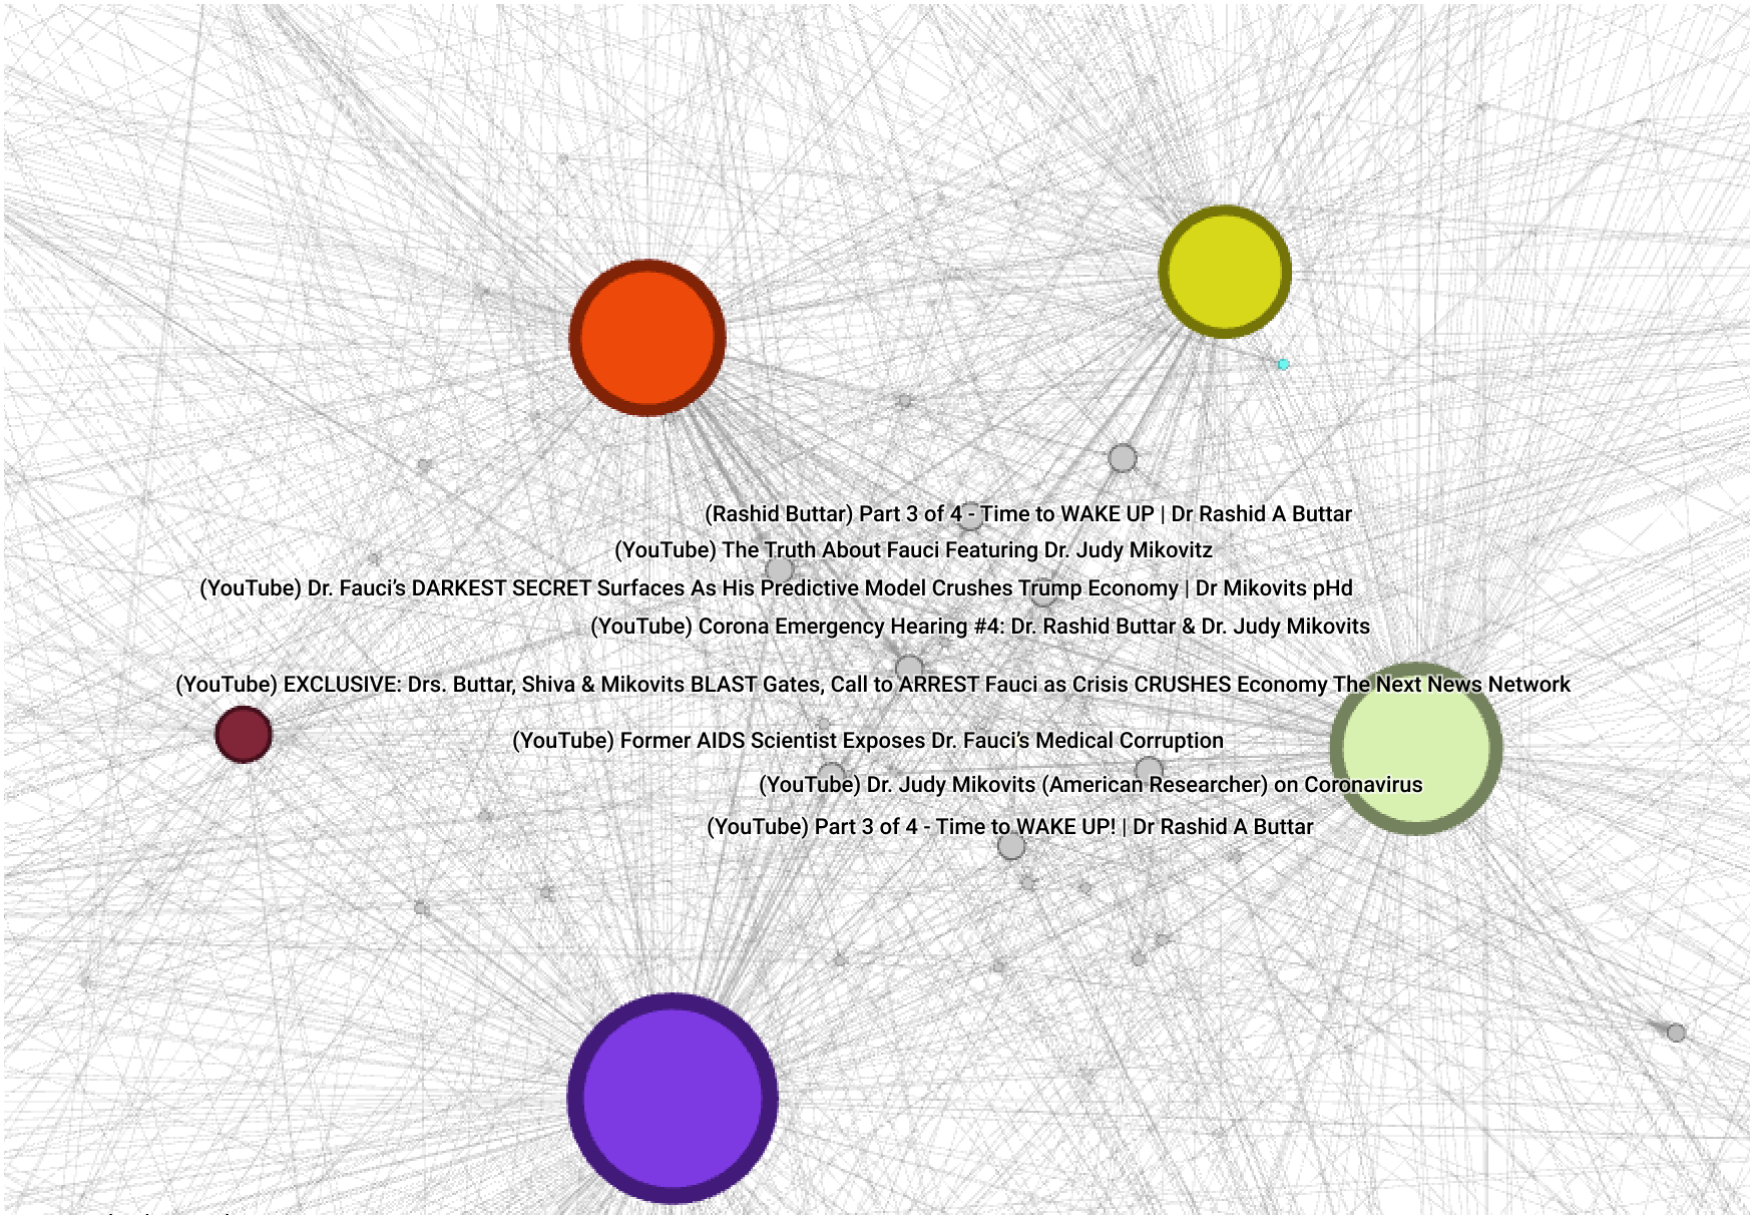 (Rashid Buttar) Part 3 of 4 - Time to WAKE UP | Dr Rashid A Buttar
(YouTube) The Truth About Fauci Featuring Dr. Judy Mikovitz
(YouTube) Dr. Fauci’s DARKEST SECRET Surfaces As His Predictive Model Crushes Trump Economy | Dr Mikovits pHd
(YouTube) Corona Emergency Hearing #4: Dr. Rashid Buttar & Dr. Judy Mikovits
(YouTube) EXCLUSIVE: Drs. Buttar, Shiva & Mikovits BLAST Gates, Call to ARREST Fauci as Crisis CRUSHES Economy The Next News Network
(YouTube) Former AIDS Scientist Exposes Dr. Fauci’s Medical Corruption
(YouTube) Dr. Judy Mikovits (American Researcher) on Coronavirus
(YouTube) Part 3 of 4 - Time to WAKE UP! | Dr Rashid A Buttar